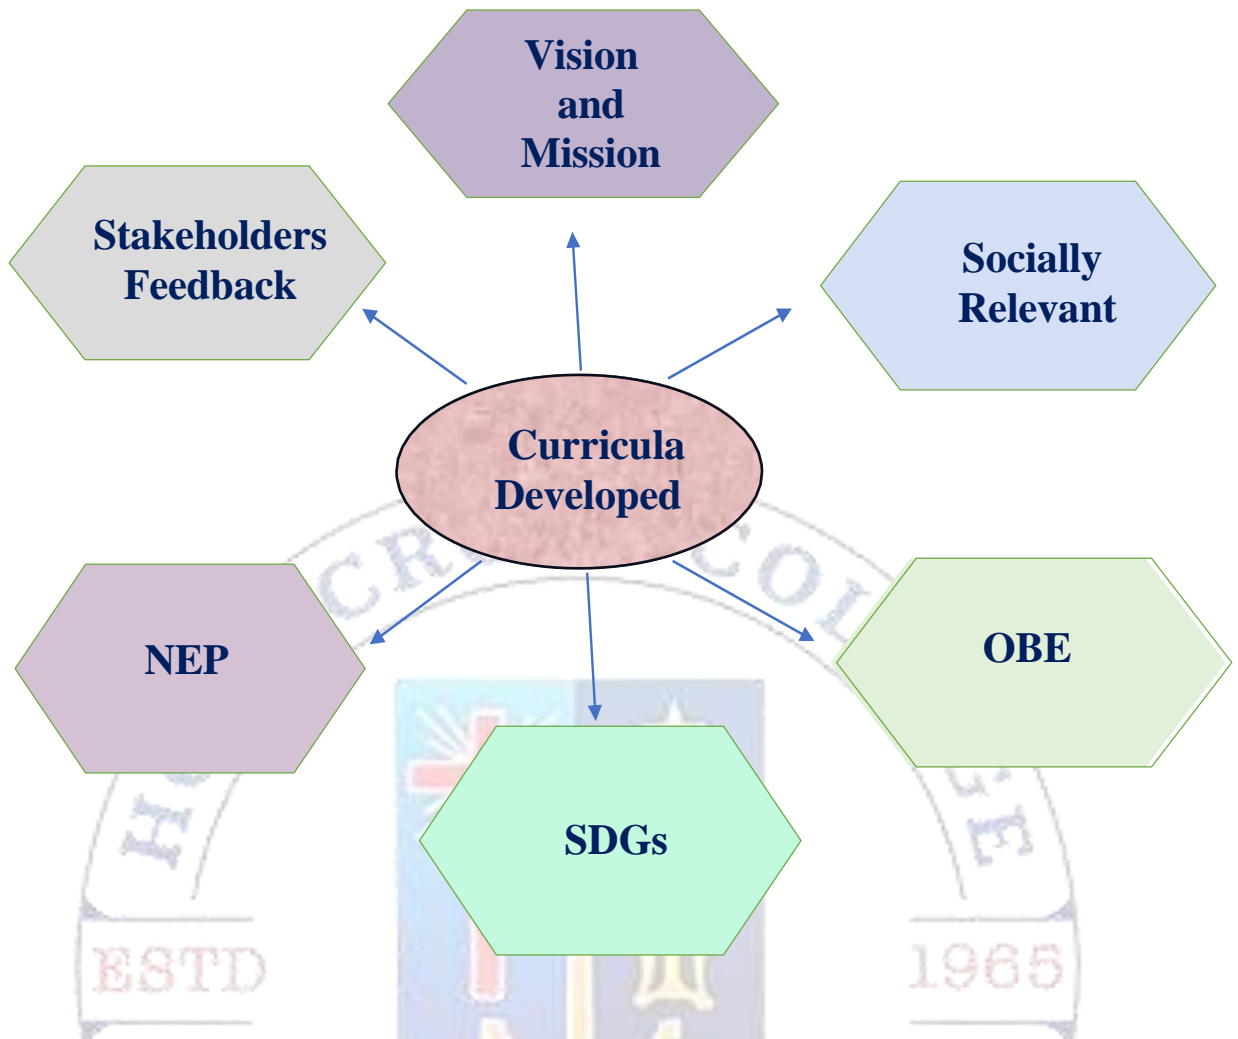 Vision
and
Mission
Stakeholders
Feedback
Socially
Relevant
Curricula
Developed
NEP
OBE
SDGs
ESTD
1965